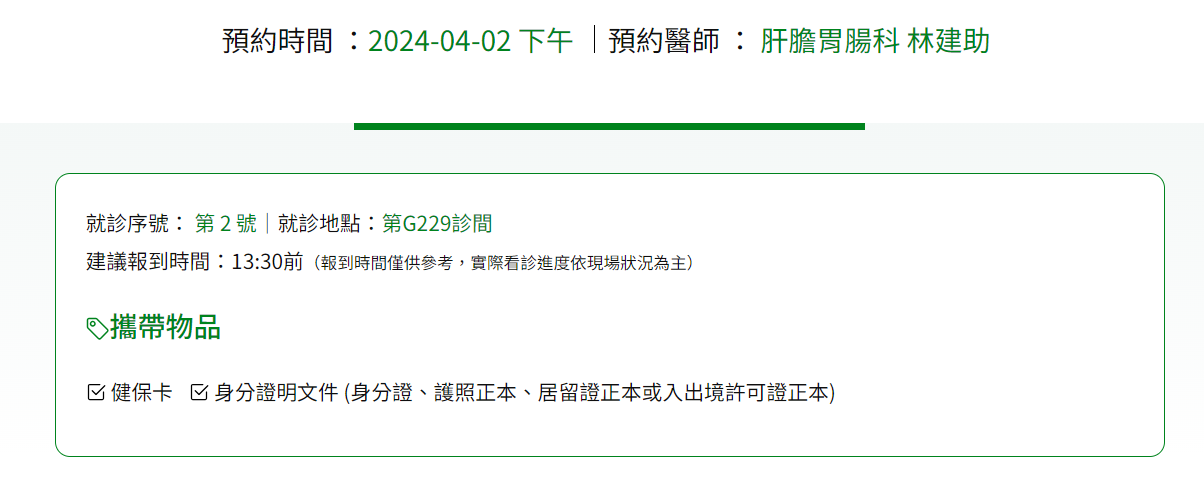 預約時間 ：2024-04-02 下午 ｜預約醫師 ： 肝膽胃腸科 林建助
就診序號： 第 2 號｜就診地點：第G229診間
建議報到時間：13:30前（報到時間僅供參考，實際看診進度依現場狀況為主）
攜帶物品
健保卡 身分證明文件 (身分證、護照正本、居留證正本或入出境許可證正本)